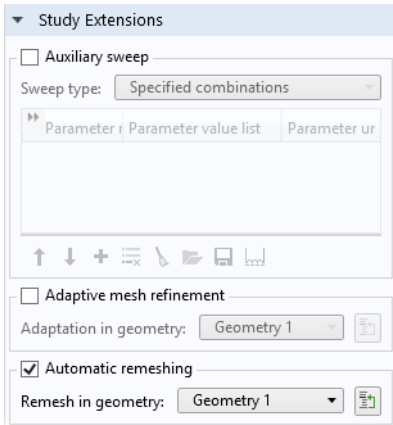 Study Extensions
Auxiliary sweep
Sweep type: Specified combinations
Parameter r Parameter value list Parameter ur
Adaptive mesh refinement
Adaptation in geometry: Geometry 1
Automatic remeshing
Remesh in geometry: Geometry 1